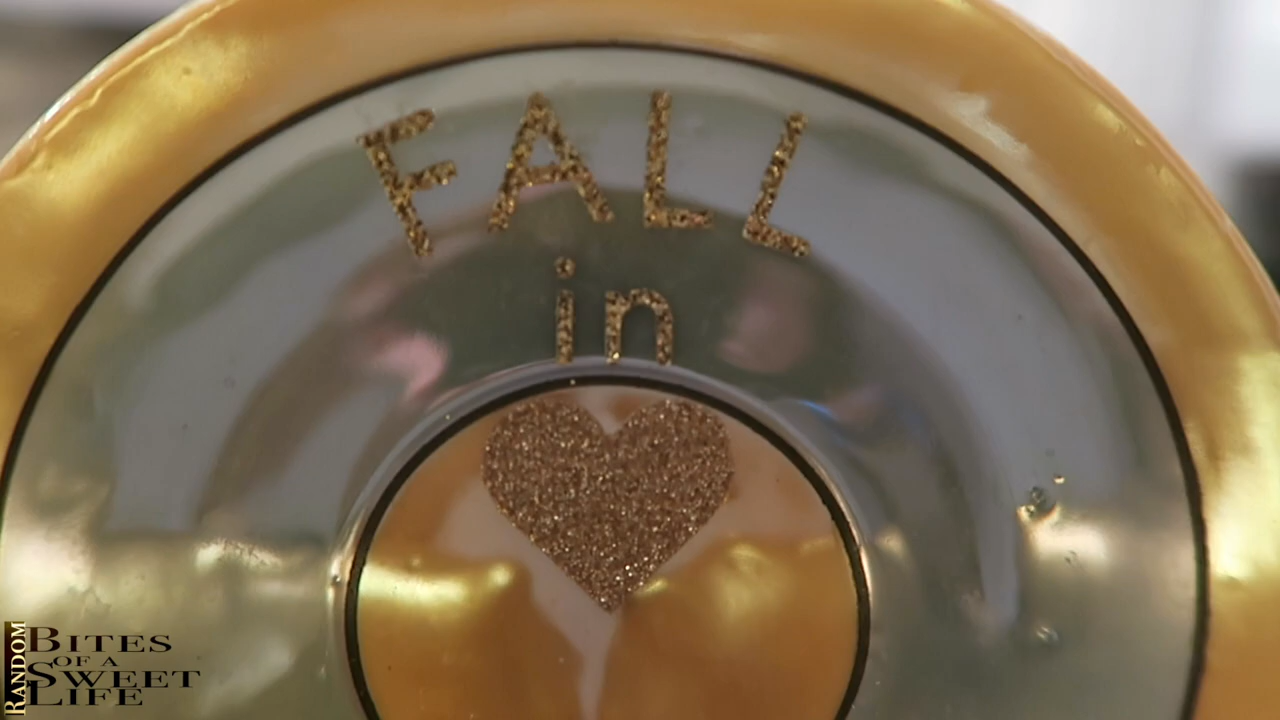 FALL
in
RANDOM
BITES
OF A
SWEET
LIFE